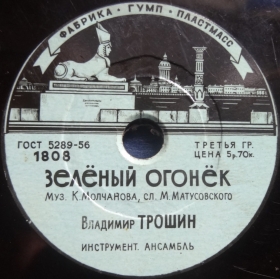 ФАБРИКА · ГУМП · ПЛАСТМАСС
ГОСТ 5289-56 ТРЕТЬЯ ГР.
1808 ЦЕНА 5р.70к.
ЗЕЛЁНЫЙ ОГОНЁК
Муз. К. МОЛЧАНОВА, сл. М. МАТУСОВСКОГО
Владимир ТРОШИН
ИНСТРУМЕНТ. АНСАМБЛЬ